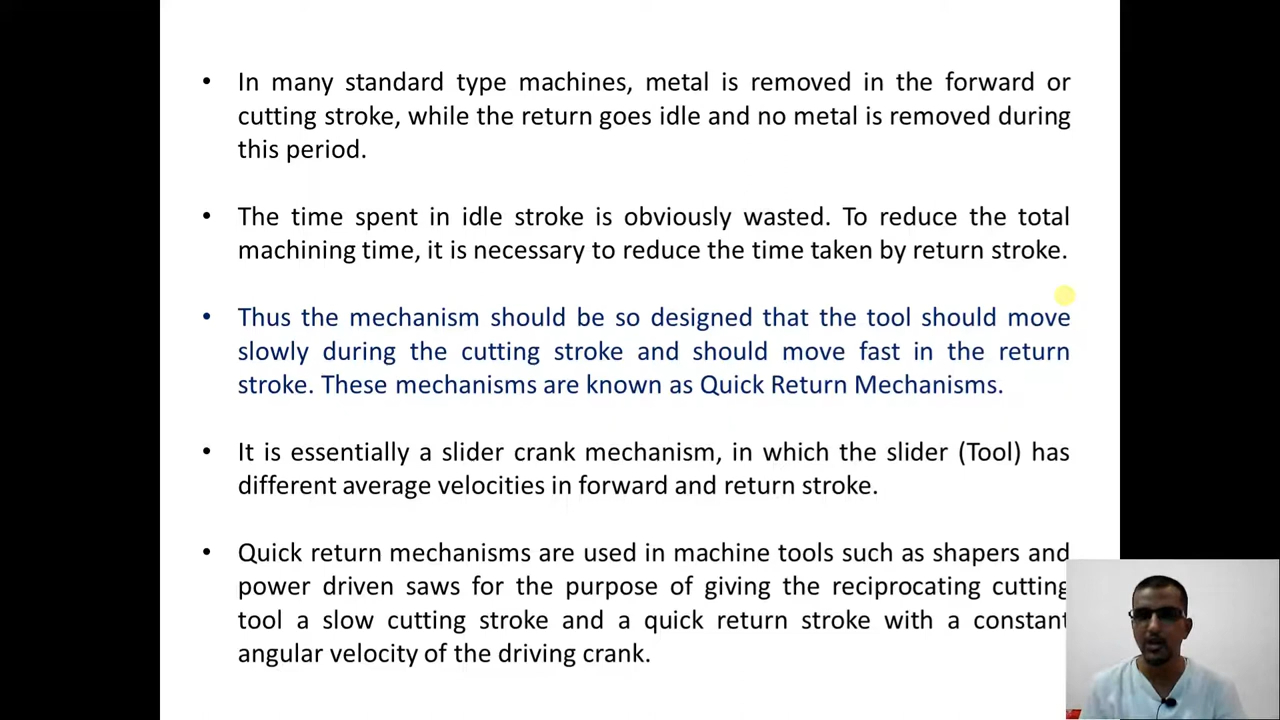 • In many standard type machines, metal is removed in the forward or
cutting stroke, while the return goes idle and no metal is removed during
this period.
• The time spent in idle stroke is obviously wasted. To reduce the total
machining time, it is necessary to reduce the time taken by return stroke.
• Thus the mechanism should be so designed that the tool should move
slowly during the cutting stroke and should move fast in the return
stroke. These mechanisms are known as Quick Return Mechanisms.
• It is essentially a slider crank mechanism, in which the slider (Tool) has
different average velocities in forward and return stroke.
• Quick return mechanisms are used in machine tools such as shapers and
power driven saws for the purpose of giving the reciprocating cutting
tool a slow cutting stroke and a quick return stroke with a constant
angular velocity of the driving crank.